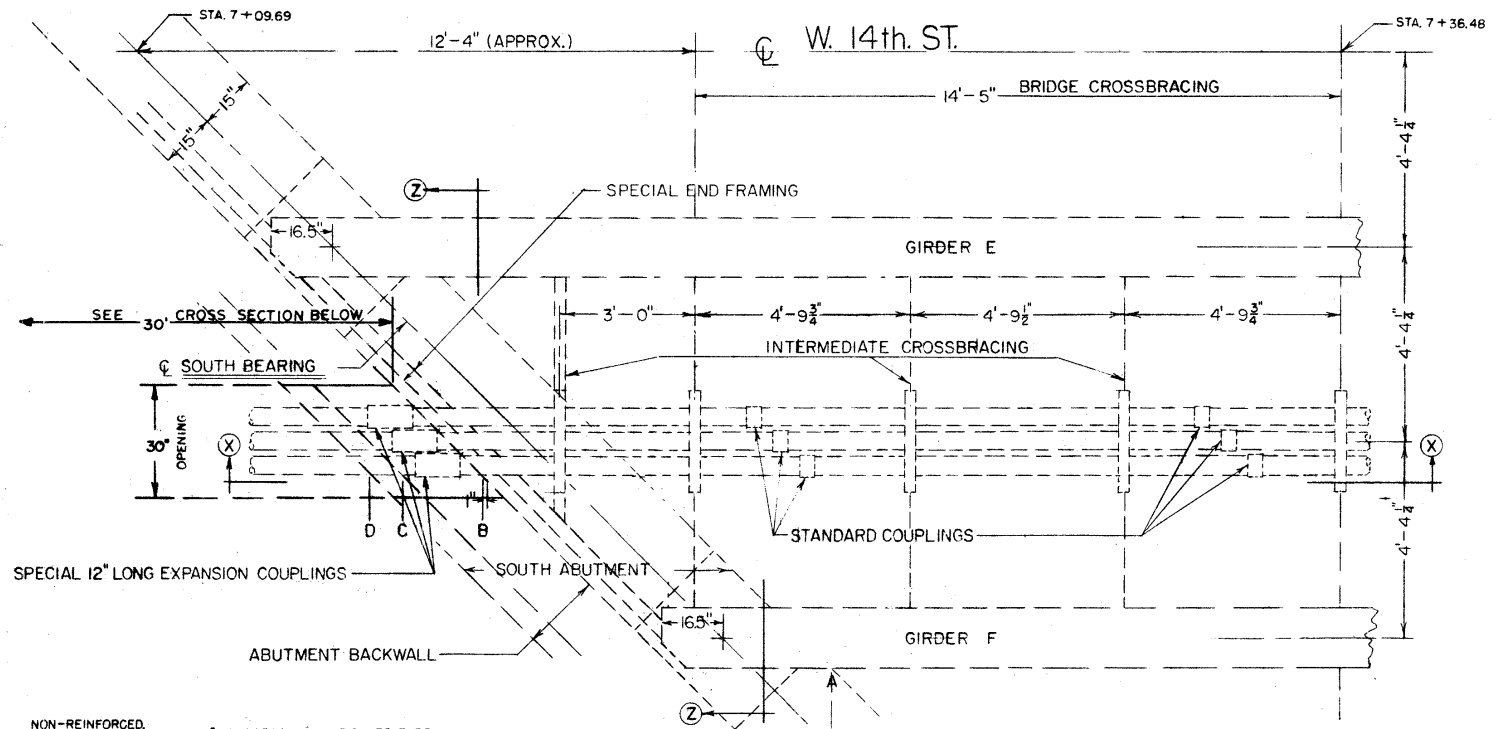 STA. 7+09.69
12'-4" (APPROX.)
℄ W. 14th. ST.
STA. 7+36.48
14'-5" BRIDGE CROSSBRACING
15"
15"
4'-4¼"
Z
SPECIAL END FRAMING
16.5"
GIRDER E
SEE 30' CROSS SECTION BELOW
3'-0"
4'-9¾"
4'-9½"
4'-9¾"
4'-4¼"
INTERMEDIATE CROSSBRACING
℄ SOUTH BEARING
30"
OPENING
X
X
1"
D
C
B
STANDARD COUPLINGS
4'-4¼"
SPECIAL 12" LONG EXPANSION COUPLINGS
SOUTH ABUTMENT
16.5"
GIRDER F
ABUTMENT BACKWALL
A
Z
NON-REINFORCED.